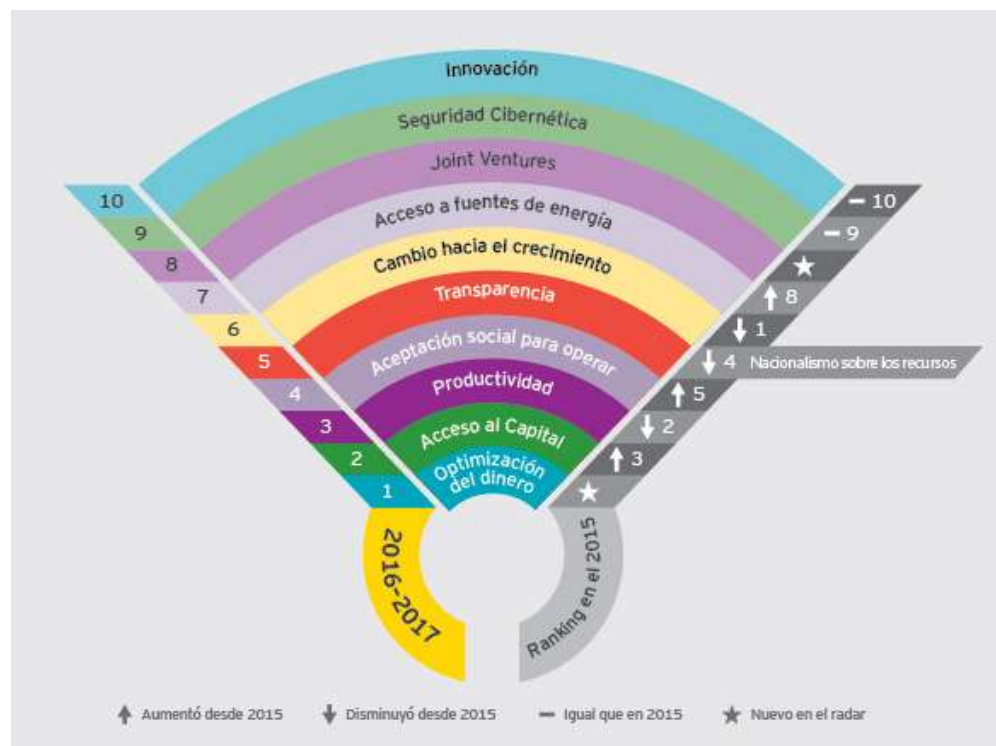 Innovación
Seguridad Cibernética
Joint Ventures
Acceso a fuentes de energía
Cambio hacia el crecimiento
Transparencia
Aceptación social para operar
Productividad
Acceso al Capital
Optimización
del dinero
10
9
8
7
6
5
4
3
2
1
10
9
8
1
4 Nacionalismo sobre los recursos
5
2
3
2016-2017
Ranking en el 2015
Aumentó desde 2015
Disminuyó desde 2015
Igual que en 2015
Nuevo en el radar